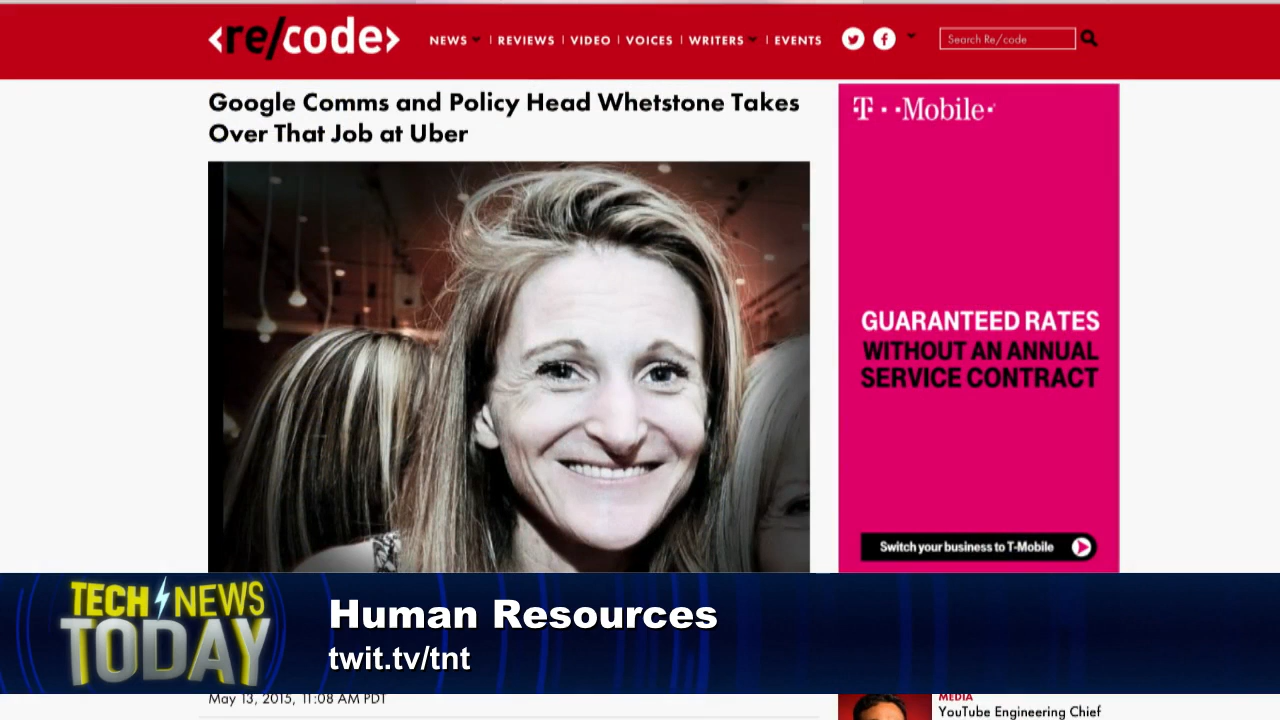 <re/code>
NEWS | REVIEWS | VIDEO | VOICES | WRITERS | EVENTS
Search Re/code
Google Comms and Policy Head Whetstone Takes
Over That Job at Uber
T··Mobile·
GUARANTEED RATES
WITHOUT AN ANNUAL
SERVICE CONTRACT
Switch your business to T-Mobile
TECH NEWS
TODAY
Human Resources
twit.tv/tnt
May 13, 2015, 11:08 AM PDT
MEDIA
YouTube Engineering Chief